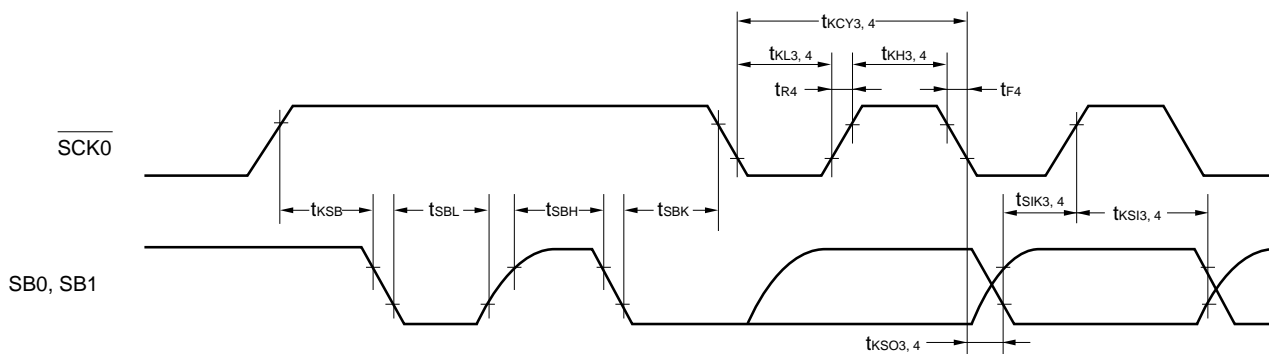 tKCY3, 4
tKL3, 4
tKH3, 4
tR4
tF4
SCK0
tKSB
tSBL
tSBH
tSBK
tSIK3, 4
tKSI3, 4
SB0, SB1
tKSO3, 4